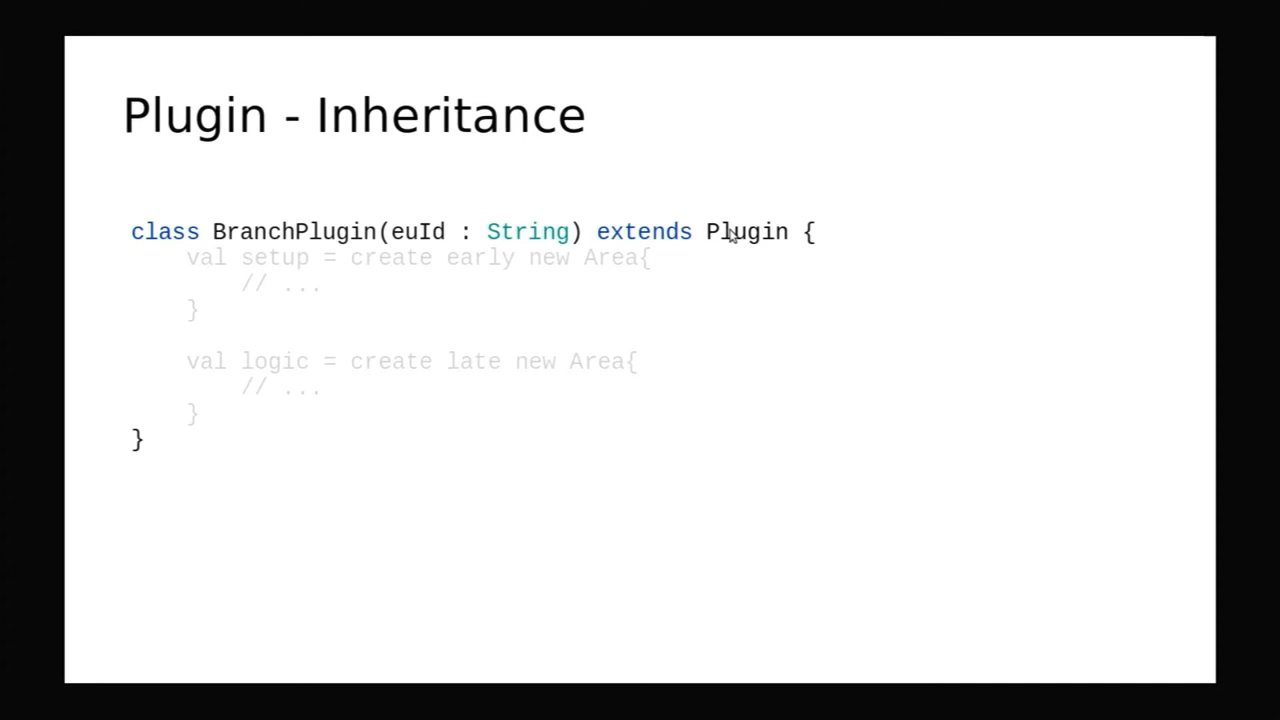 Plugin - Inheritance
class BranchPlugin(euId : String) extends Plugin {
val setup = create early new Area{
// ...
}
val logic = create late new Area{
// ...
}
}